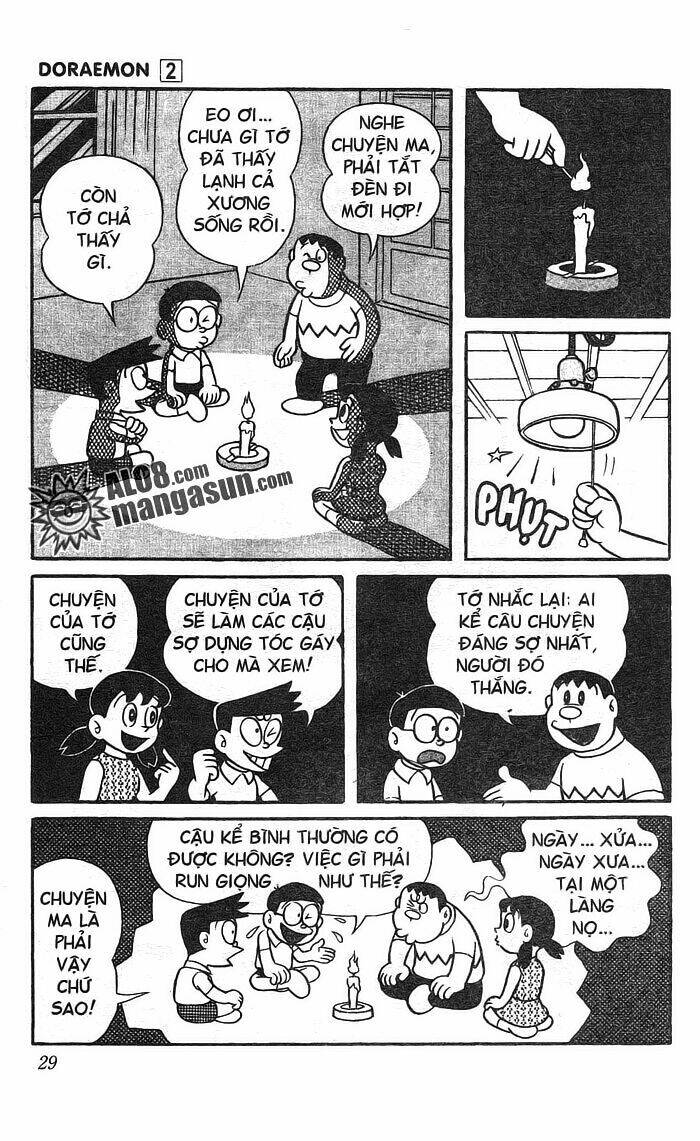 DORAEMON 2
CÒN
TỚ CHẢ
THẤY
GÌ.
EO ƠI...
CHƯA GÌ TỚ
ĐÃ THẤY
LẠNH CẢ
XƯƠNG
SỐNG RỒI.
NGHE
CHUYỆN MA,
PHẢI TẮT
ĐÈN ĐI
MỚI HỢP!
ALO8.com
mangasun.com
PHỤT
CHUYỆN
CỦA TỚ
CŨNG
THẾ.
CHUYỆN CỦA TỚ
SẼ LÀM CÁC CẬU
SỢ DỰNG TÓC GÁY
CHO MÀ XEM!
TỚ NHẮC LẠI: AI
KỂ CÂU CHUYỆN
ĐÁNG SỢ NHẤT,
NGƯỜI ĐÓ
THẮNG.
CHUYỆN
MA LÀ
PHẢI
VẬY
CHỨ
SAO!
CẬU KỂ BÌNH THƯỜNG CÓ
ĐƯỢC KHÔNG? VIỆC GÌ PHẢI
RUN GIỌNG NHƯ THẾ?
NGÀY... XỬA...
NGÀY XƯA...
TẠI MỘT
LÀNG
NỌ...
29